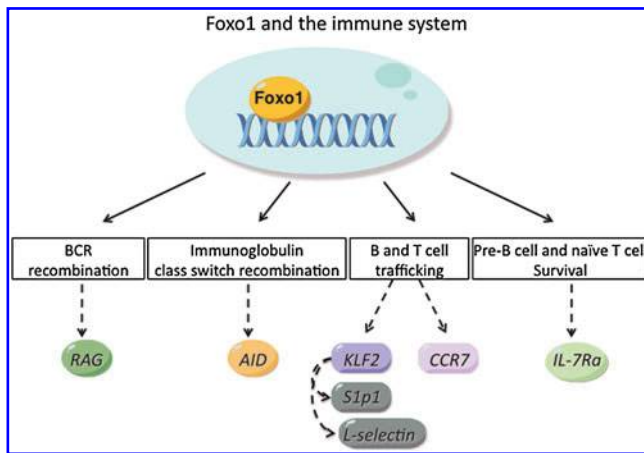 Foxo1 and the immune system
Foxo1
BCR
recombination
Immunoglobulin
class switch recombination
B and T cell
trafficking
Pre-B cell and naïve T cell
Survival
RAG
AID
KLF2
CCR7
IL-7Ra
S1p1
L-selectin